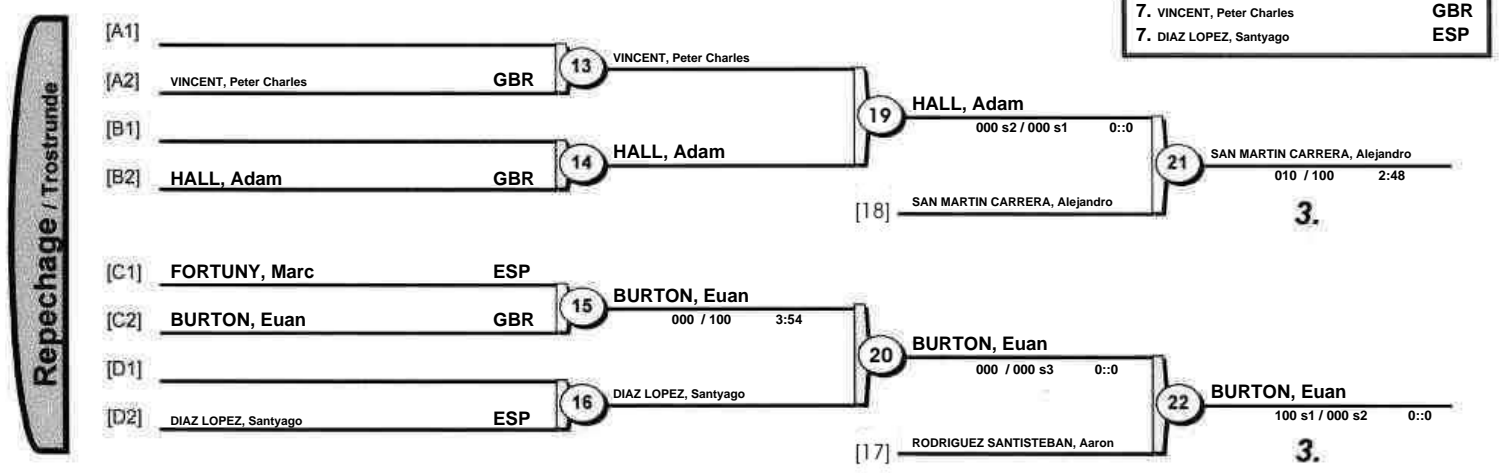 7. VINCENT, Peter Charles GBR
7. DIAZ LOPEZ, Santyago ESP
Repechage / Trostrunde
[A1]
[A2] VINCENT, Peter Charles GBR
13 VINCENT, Peter Charles
[B1]
[B2] HALL, Adam GBR
14 HALL, Adam
19 HALL, Adam
000 s2 / 000 s1 0::0
[18] SAN MARTIN CARRERA, Alejandro
21 SAN MARTIN CARRERA, Alejandro
010 / 100 2:48
3.
[C1] FORTUNY, Marc ESP
[C2] BURTON, Euan GBR
15 BURTON, Euan
000 / 100 3:54
[D1]
[D2] DIAZ LOPEZ, Santyago ESP
16 DIAZ LOPEZ, Santyago
20 BURTON, Euan
000 / 000 s3 0::0
[17] RODRIGUEZ SANTISTEBAN, Aaron
22 BURTON, Euan
100 s1 / 000 s2 0::0
3.